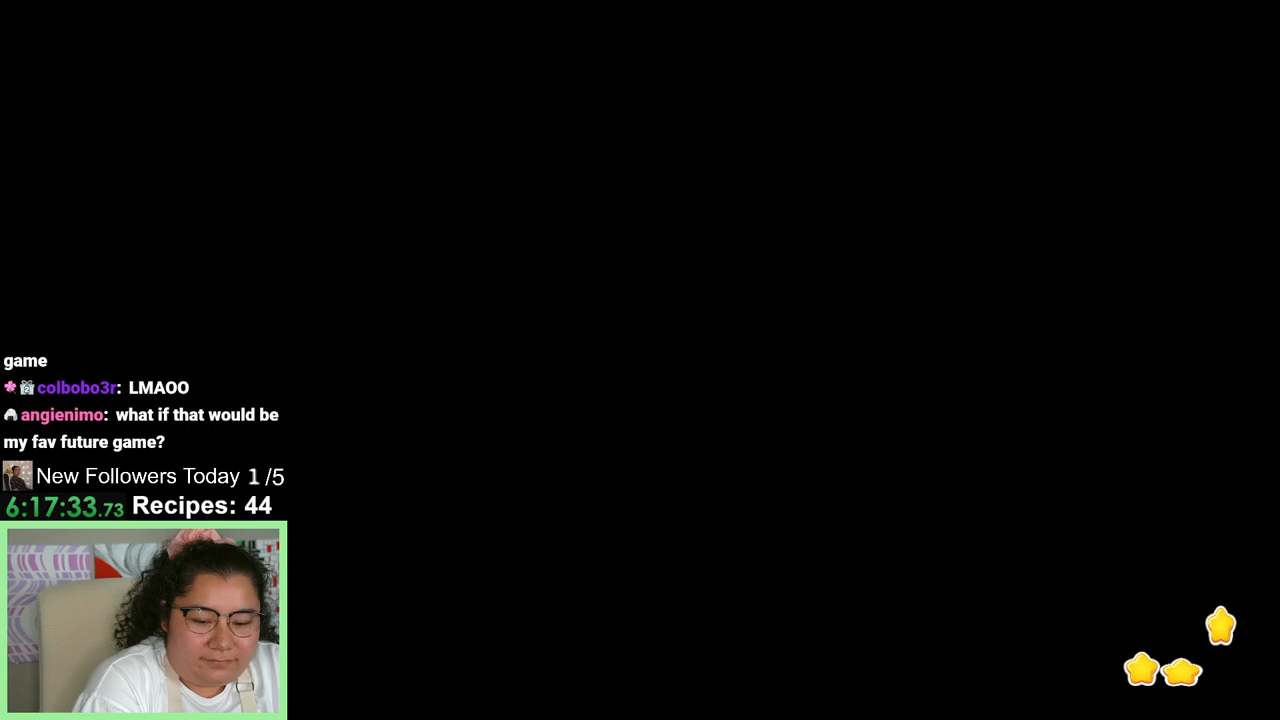 game
colbobo3r: LMAOO
angienimo: what if that would be
my fav future game?
New Followers Today 1 /5
6:17:33.73 Recipes: 44